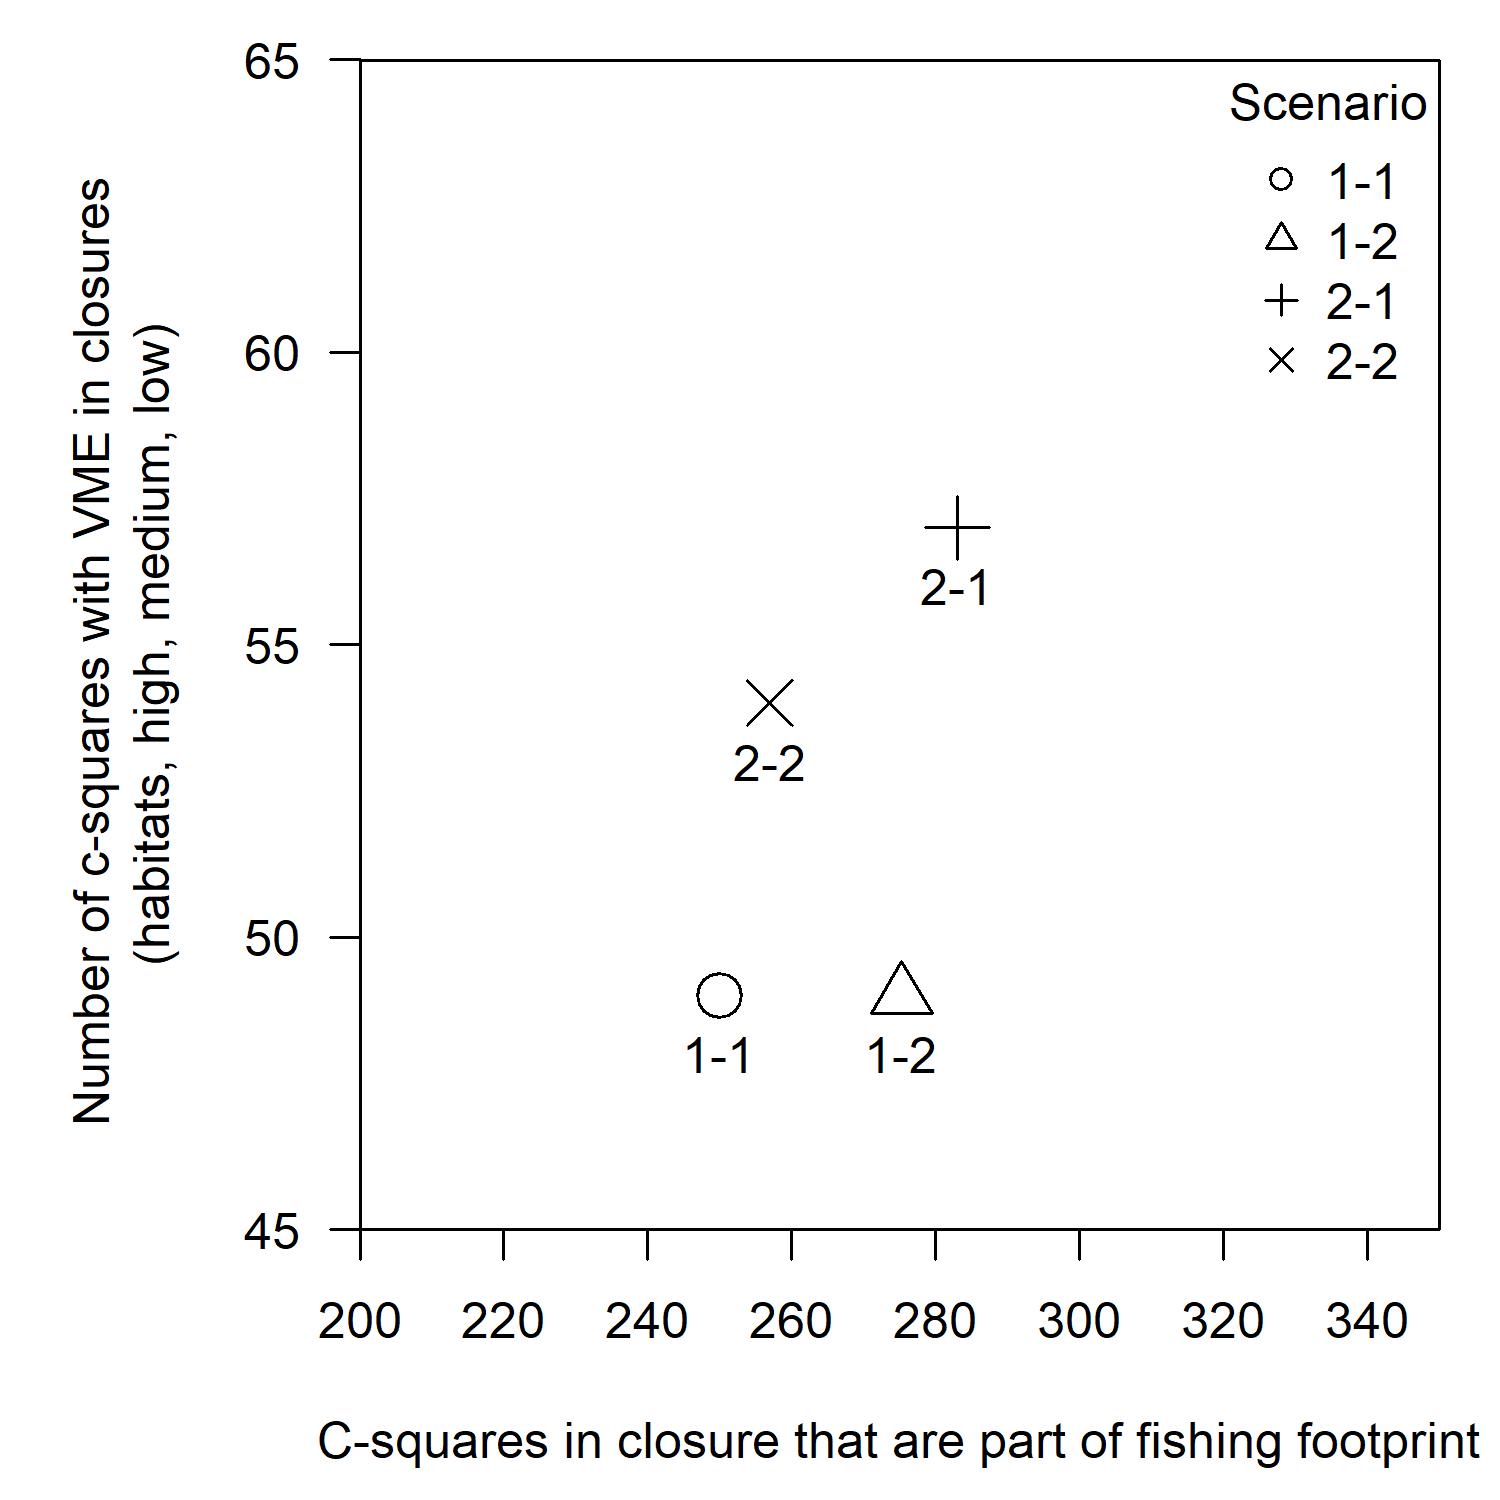 Number of c-squares with VME in closures
(habitats, high, medium, low)
65
60
55
50
45
Scenario
1-1
1-2
2-1
2-2
2-1
2-2
1-1
1-2
200 220 240 260 280 300 320 340
C-squares in closure that are part of fishing footprint